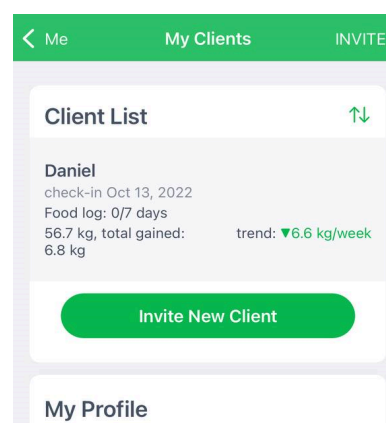 Me My Clients INVITE
Client List
Daniel
check-in Oct 13, 2022
Food log: 0/7 days
56.7 kg, total gained: trend: ▼6.6 kg/week
6.8 kg
Invite New Client
My Profile